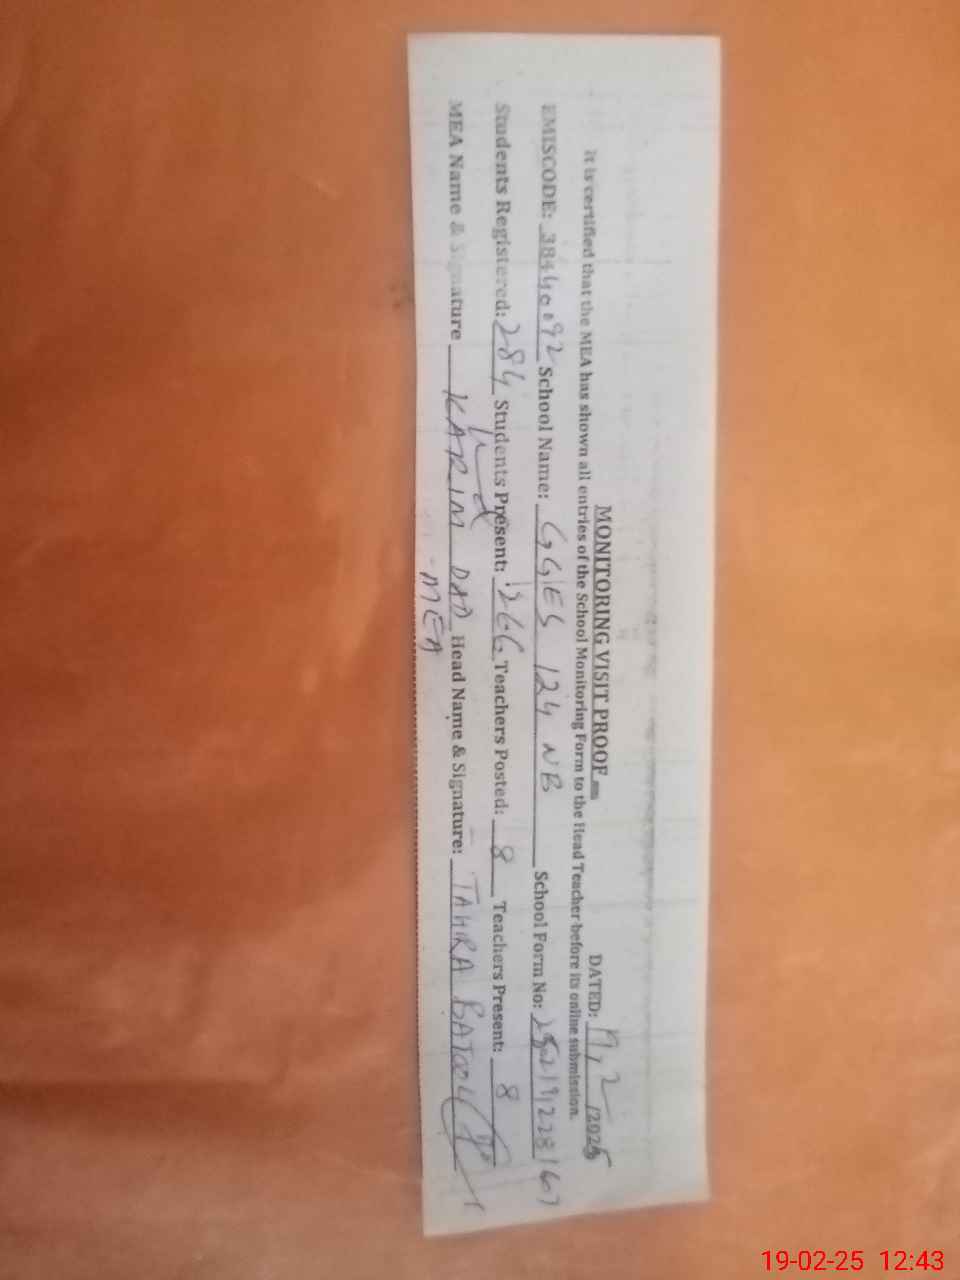 MONITORING VISIT PROOF
DATED: 19/2/2025
It is certified that the MEA has shown all entries of the School Monitoring Form to the Head Teacher before its online submission.
EMISCODE: 38440092 School Name: GGES 124 NB School Form No:
Students Registered: 284 Students Present: 266 Teachers Posted: 8 Teachers Present: 8
MEA Name & Signature KARIM DAD Head Name & Signature: TAHIRA BATOOL
MEA
19-02-25 12:43